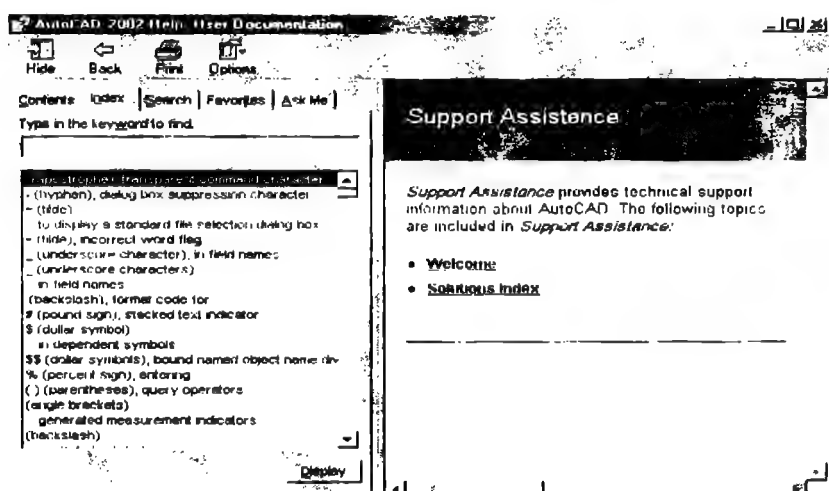 AutoCAD 2002 Help: User Documentation
Hide Back Print Options
Contents Index Search Favorites Ask Me
Type in the keyword to find.
' (apostrophe) transparent command character
- (hyphen), dialog box suppression character
~ (tilde)
to display a standard file selection dialog box
~ (tilde), incorrect word flag
_ (underscore character), in field names
_ (underscore characters)
in field names
(backslash), format code for
# (pound sign), stacked text indicator
$ (dollar symbol)
in dependent symbols
$$ (dollar symbols), bound named object name div
% (percent sign), entering
( ) (parentheses), query operators
(angle brackets)
generated measurement indicators
(backslash)
Display
Support Assistance
Support Assistance provides technical support
information about AutoCAD. The following topics
are included in Support Assistance:
• Welcome
• Solutions Index